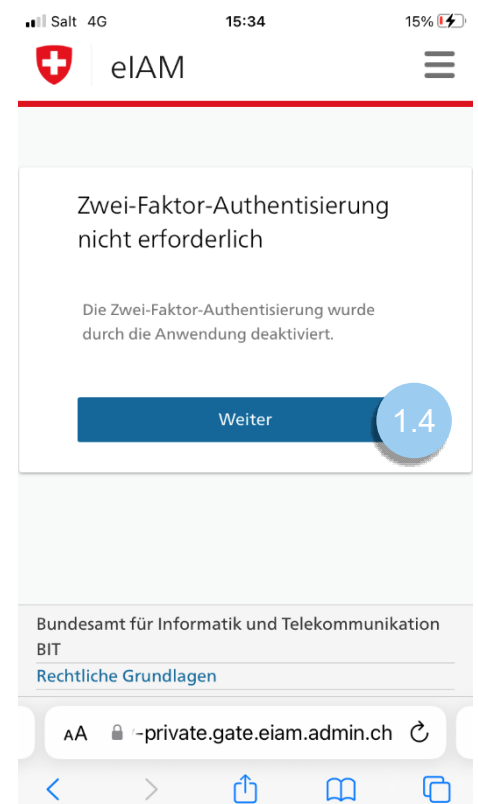 Salt 4G 15:34 15%
eIAM
Zwei-Faktor-Authentisierung
nicht erforderlich
Die Zwei-Faktor-Authentisierung wurde
durch die Anwendung deaktiviert.
Weiter 1.4
Bundesamt für Informatik und Telekommunikation
BIT
Rechtliche Grundlagen
AA -private.gate.eiam.admin.ch